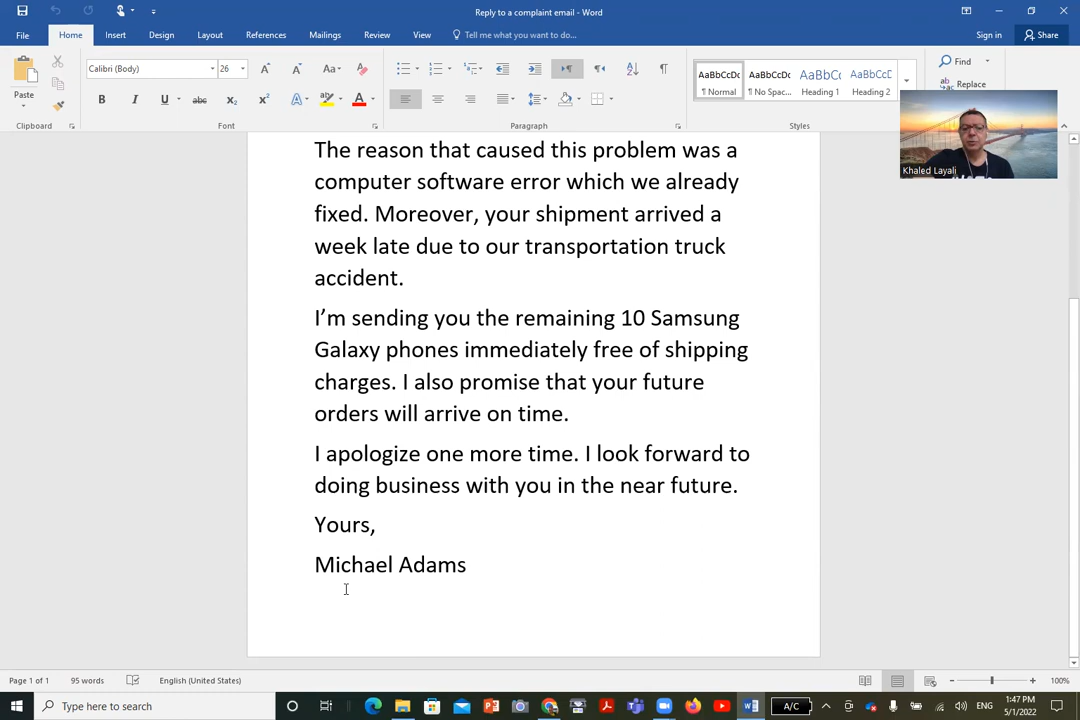 Reply to a complaint email - Word
File Home Insert Design Layout References Mailings Review View Tell me what you want to do... Sign in Share
Paste
Calibri (Body) 26
Aa
B I U abc X₂ X² A A
AaBbCcDc AaBbCcDc AaBbCc AaBbCcD
¶ Normal ¶ No Spac... Heading 1 Heading 2
Find
Replace
Clipboard Font Paragraph Styles
Khaled Layali
The reason that caused this problem was a
computer software error which we already
fixed. Moreover, your shipment arrived a
week late due to our transportation truck
accident.
I’m sending you the remaining 10 Samsung
Galaxy phones immediately free of shipping
charges. I also promise that your future
orders will arrive on time.
I apologize one more time. I look forward to
doing business with you in the near future.
Yours,
Michael Adams
Page 1 of 1 95 words English (United States) 100%
Type here to search A/C ENG 1:47 PM
5/1/2022